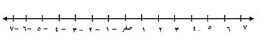 ٧- ٦- ٥- ٤- ٣- ٢- ١- صفر ١ ٢ ٣ ٤ ٥ ٦ ٧